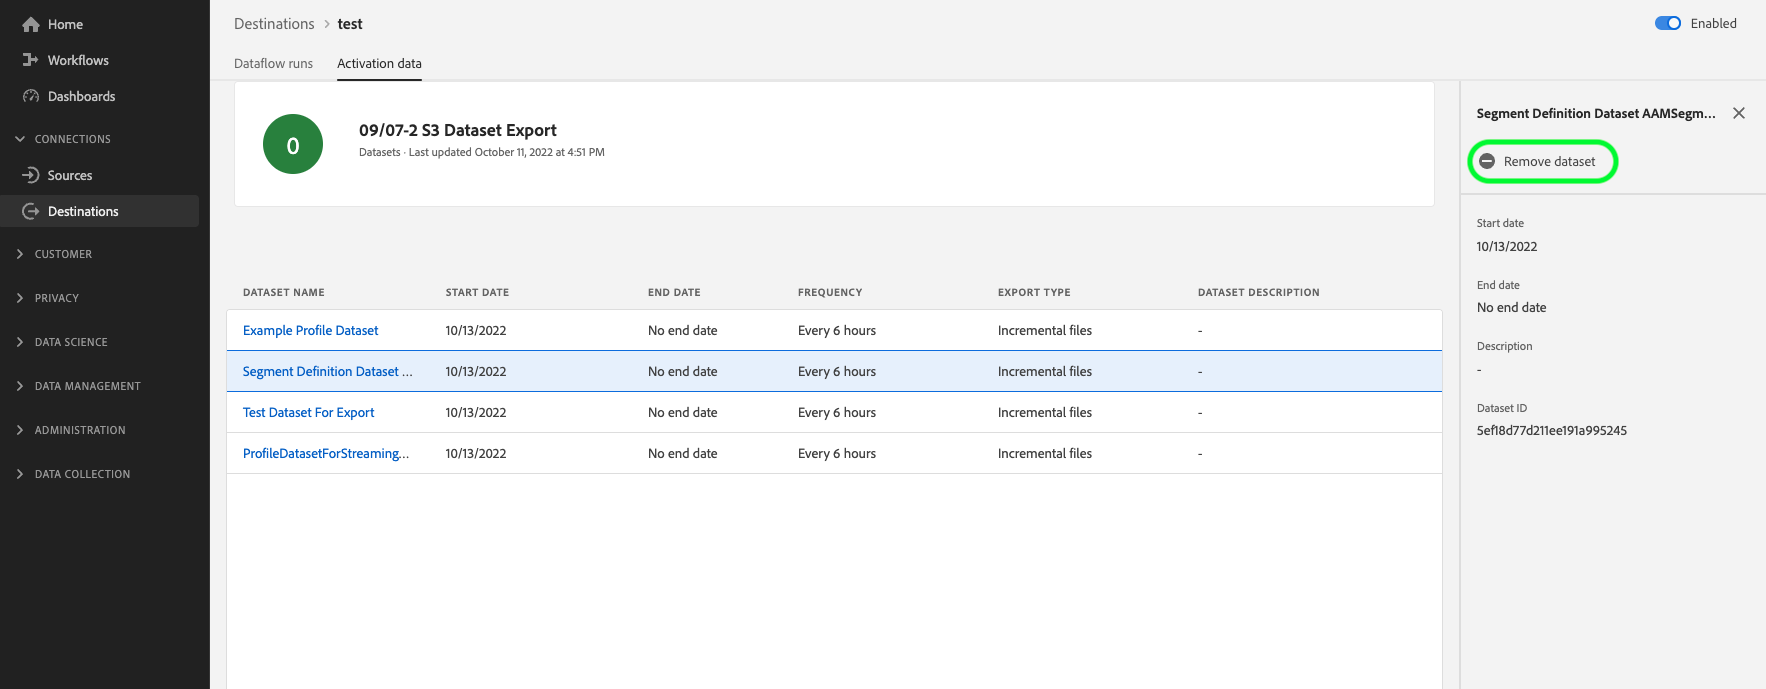 Home
Workflows
Dashboards
CONNECTIONS
Sources
Destinations
CUSTOMER
PRIVACY
DATA SCIENCE
DATA MANAGEMENT
ADMINISTRATION
DATA COLLECTION
Destinations > test
Enabled
Dataflow runs Activation data
0
09/07-2 S3 Dataset Export
Datasets · Last updated October 11, 2022 at 4:51 PM
DATASET NAME START DATE END DATE FREQUENCY EXPORT TYPE DATASET DESCRIPTION
Example Profile Dataset 10/13/2022 No end date Every 6 hours Incremental files -
Segment Definition Dataset ... 10/13/2022 No end date Every 6 hours Incremental files -
Test Dataset For Export 10/13/2022 No end date Every 6 hours Incremental files -
ProfileDatasetForStreaming... 10/13/2022 No end date Every 6 hours Incremental files -
Segment Definition Dataset AAMSegm...
Remove dataset
Start date
10/13/2022
End date
No end date
Description
-
Dataset ID
5ef18d77d211ee191a995245